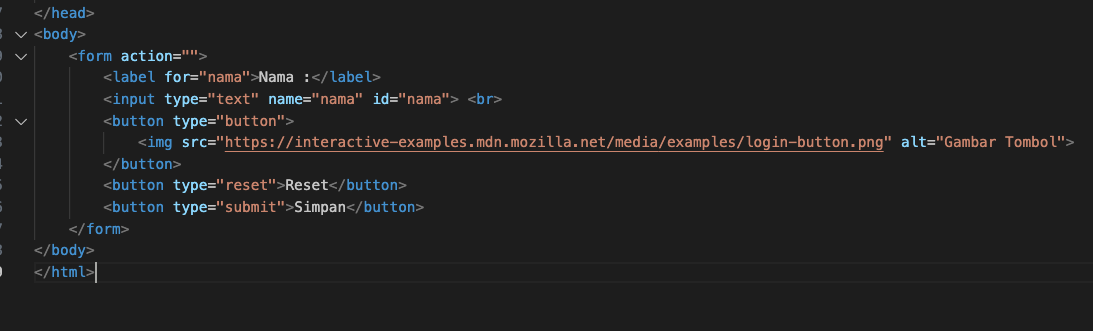 </head>
<body>
<form action="">
<label for="nama">Nama :</label>
<input type="text" name="nama" id="nama"> <br>
<button type="button">
<img src="https://interactive-examples.mdn.mozilla.net/media/examples/login-button.png" alt="Gambar Tombol">
</button>
<button type="reset">Reset</button>
<button type="submit">Simpan</button>
</form>
</body>
</html>